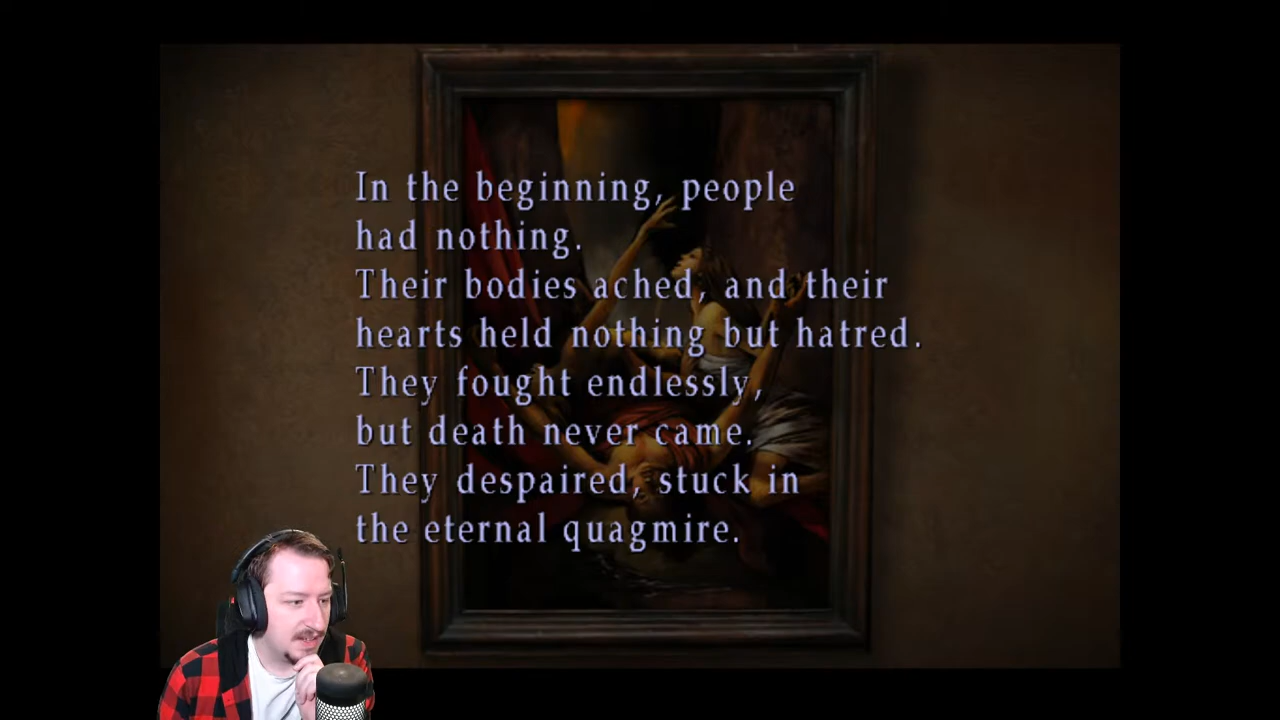 In the beginning, people
had nothing.
Their bodies ached, and their
hearts held nothing but hatred.
They fought endlessly,
but death never came.
They despaired, stuck in
the eternal quagmire.